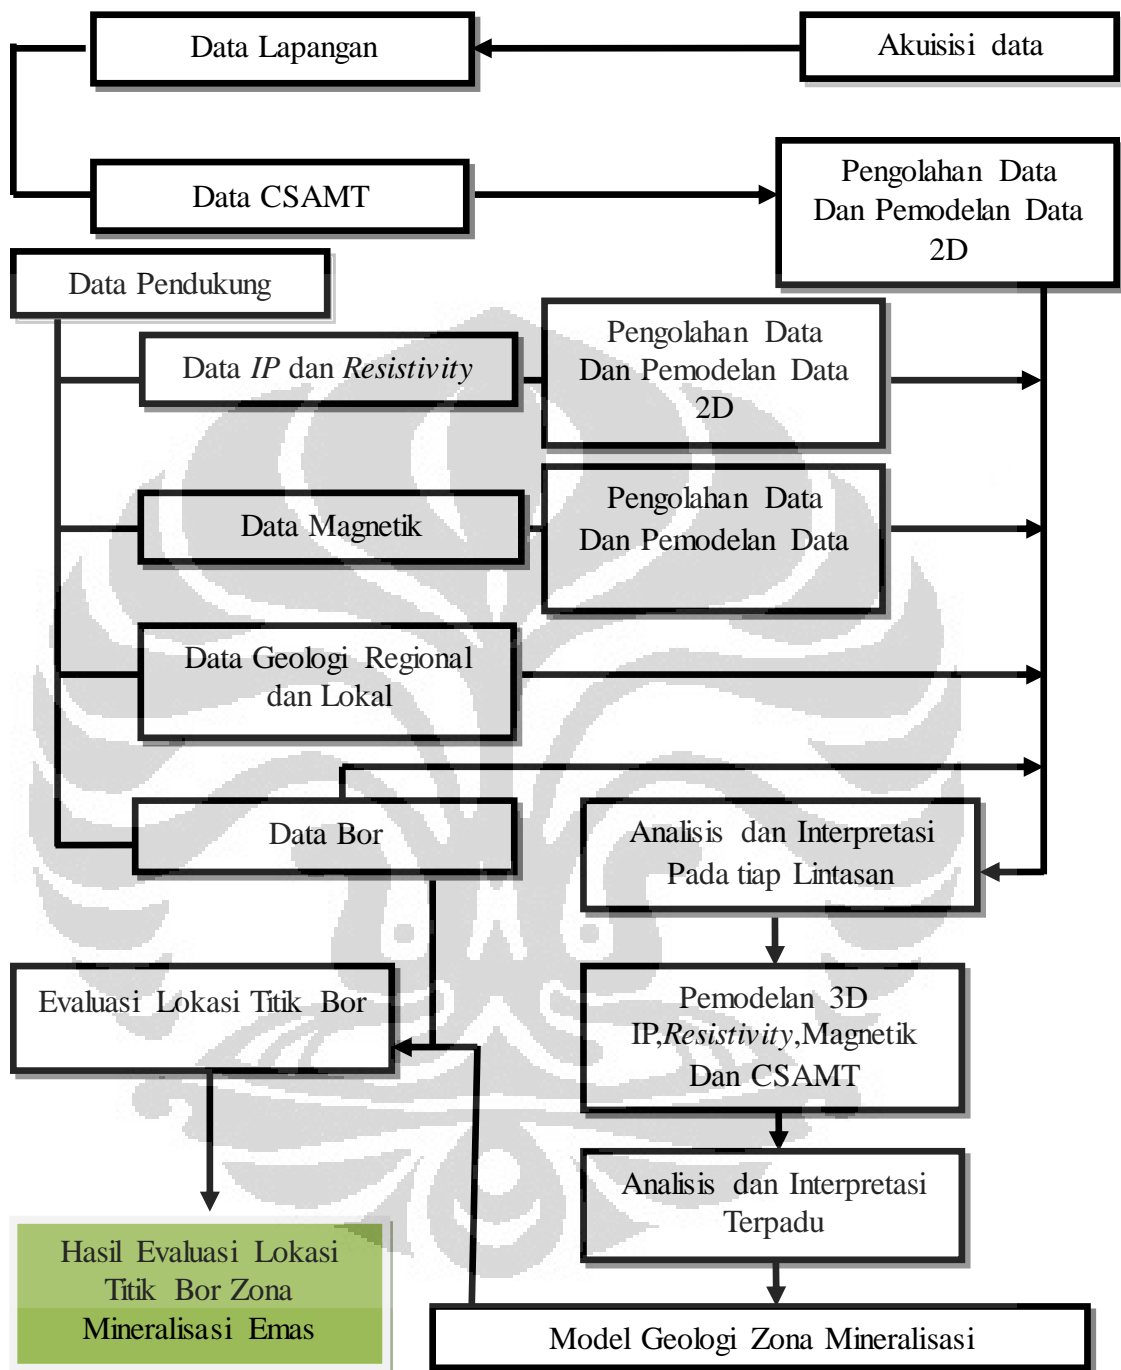 Data Lapangan
Akuisisi data
Data CSAMT
Pengolahan Data
Dan Pemodelan Data
2D
Data Pendukung
Data IP dan Resistivity
Pengolahan Data
Dan Pemodelan Data
2D
Data Magnetik
Pengolahan Data
Dan Pemodelan Data
Data Geologi Regional
dan Lokal
Data Bor
Analisis dan Interpretasi
Pada tiap Lintasan
Evaluasi Lokasi Titik Bor
Pemodelan 3D
IP,Resistivity,Magnetik
Dan CSAMT
Analisis dan Interpretasi
Terpadu
Hasil Evaluasi Lokasi
Titik Bor Zona
Mineralisasi Emas
Model Geologi Zona Mineralisasi